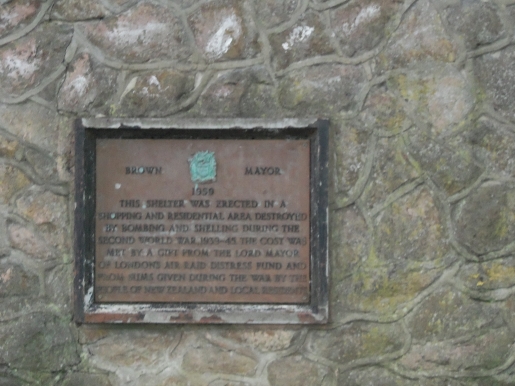 BROWN MAYOR
1959
THIS SHELTER WAS ERECTED IN A
SHOPPING AND RESIDENTIAL AREA DESTROYED
BY BOMBING AND SHELLING DURING THE
SECOND WORLD WAR 1939-45 THE COST WAS
MET BY A GIFT FROM THE LORD MAYOR
OF LONDON'S AIR RAID DISTRESS FUND AND
FROM GIVEN DURING THE WAR BY THE
PEOPLE OF NEW ZEALAND AND LOCAL RESIDENTS